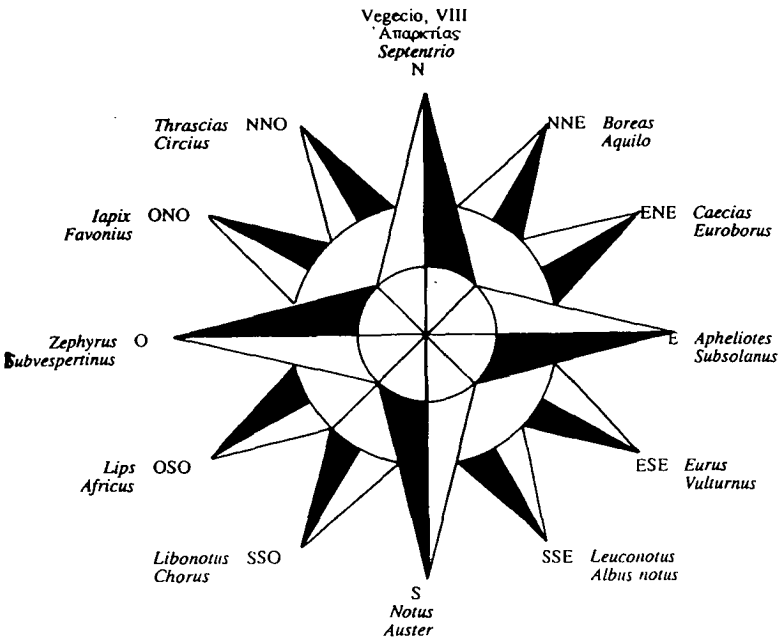 Vegecio, VIII
Ἀπαρκτίας
Septentrio
N
Thrascias NNO
Circius
NNE Boreas
Aquilo
Iapix ONO
Favonius
ENE Caecias
Euroborus
Zephyrus O
Subvespertinus
E Apheliotes
Subsolanus
Lips OSO
Africus
ESE Eurus
Vulturnus
Libonotus SSO
Chorus
SSE Leuconotus
Albus notus
S
Notus
Auster